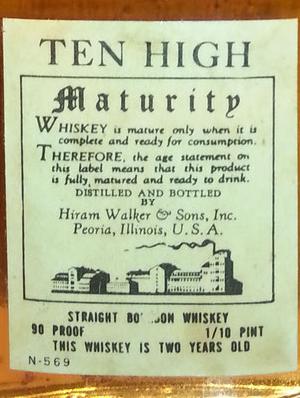 TEN HIGH
Maturity
WHISKEY is mature only when it is
complete and ready for consumption.
THEREFORE, the age statement on
this label means that this product
is fully matured and ready to drink.
DISTILLED AND BOTTLED
BY
Hiram Walker & Sons, Inc.
Peoria, Illinois, U.S.A.
STRAIGHT WHISKEY
90 PROOF 1/10 PINT
THIS WHISKEY IS TWO YEARS OLD
N-569